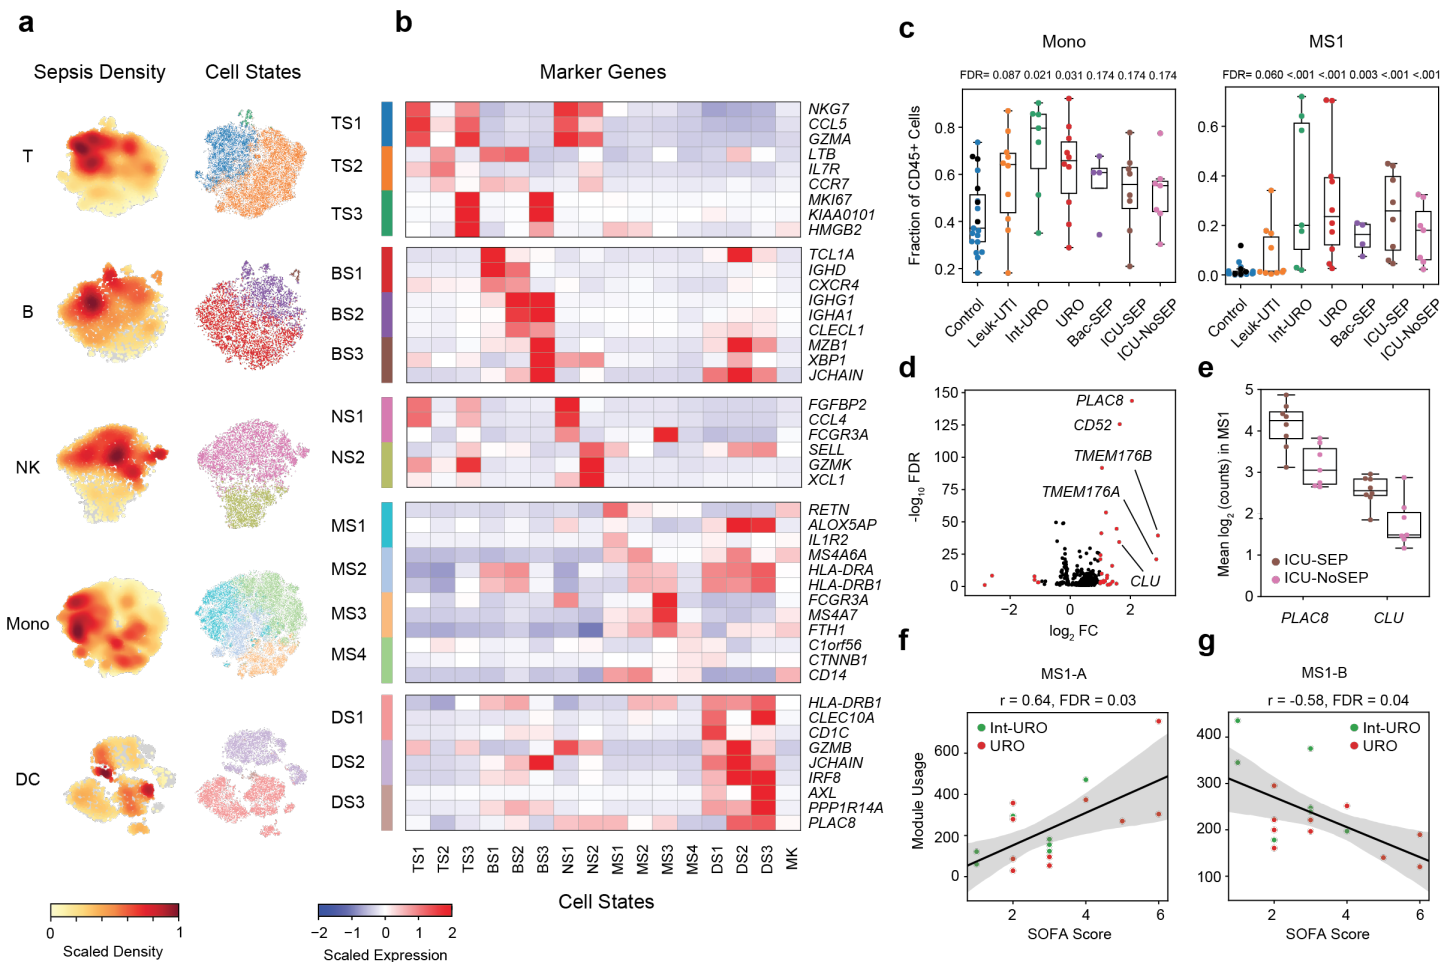 a
Sepsis Density
Cell States
T
B
NK
Mono
DC
0
1
Scaled Density
b
Marker Genes
TS1
TS2
TS3
NKG7
CCL5
GZMA
LTB
IL7R
CCR7
MKI67
KIAA0101
HMGB2
BS1
BS2
BS3
TCL1A
IGHD
CXCR4
IGHG1
IGHA1
CLECL1
MZB1
XBP1
JCHAIN
NS1
NS2
FGFBP2
CCL4
FCGR3A
SELL
GZMK
XCL1
MS1
MS2
MS3
MS4
RETN
ALOX5AP
IL1R2
MS4A6A
HLA-DRA
HLA-DRB1
FCGR3A
MS4A7
FTH1
C1orf56
CTNNB1
CD14
DS1
DS2
DS3
HLA-DRB1
CLEC10A
CD1C
GZMB
JCHAIN
IRF8
AXL
PPP1R14A
PLAC8
TS1 TS2 TS3 BS1 BS2 BS3 NS1 NS2 MS1 MS2 MS3 MS4 DS1 DS2 DS3 MK
Cell States
−2 −1 0 1 2
Scaled Expression
c
Mono
FDR= 0.087 0.021 0.031 0.174 0.174 0.174
Fraction of CD45+ Cells
0.8
0.6
0.4
0.2
Control Leuk-UTI Int-URO URO Bac-SEP ICU-SEP ICU-NoSEP
MS1
FDR= 0.060 <.001 <.001 0.003 <.001 <.001
0.6
0.4
0.2
0.0
Control Leuk-UTI Int-URO URO Bac-SEP ICU-SEP ICU-NoSEP
d
-log10 FDR
150
125
100
75
50
25
0
PLAC8
CD52
TMEM176B
TMEM176A
CLU
−2 0 2
log2 FC
e
Mean log2 (counts) in MS1
5
4
3
2
1
0
ICU-SEP
ICU-NoSEP
PLAC8 CLU
f
MS1-A
r = 0.64, FDR = 0.03
Int-URO
URO
Module Usage
600
400
200
0
2 4 6
SOFA Score
g
MS1-B
r = -0.58, FDR = 0.04
Int-URO
URO
400
300
200
100
2 4 6
SOFA Score